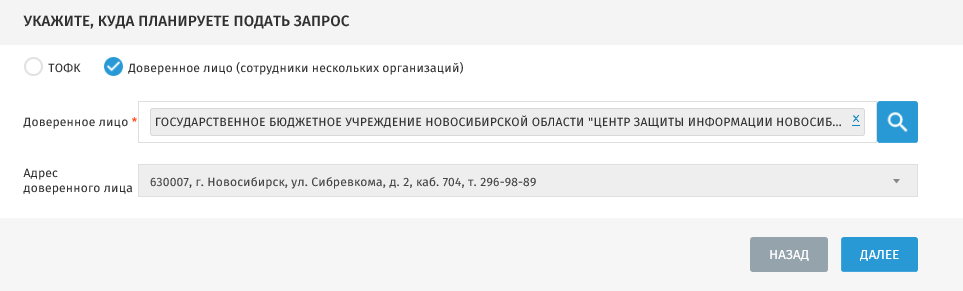 УКАЖИТЕ, КУДА ПЛАНИРУЕТЕ ПОДАТЬ ЗАПРОС
ТОФК Доверенное лицо (сотрудники нескольких организаций)
Доверенное лицо * ГОСУДАРСТВЕННОЕ БЮДЖЕТНОЕ УЧРЕЖДЕНИЕ НОВОСИБИРСКОЙ ОБЛАСТИ "ЦЕНТР ЗАЩИТЫ ИНФОРМАЦИИ НОВОСИБ... x
Адрес
доверенного лица 630007, г. Новосибирск, ул. Сибревкома, д. 2, каб. 704, т. 296-98-89
НАЗАД ДАЛЕЕ